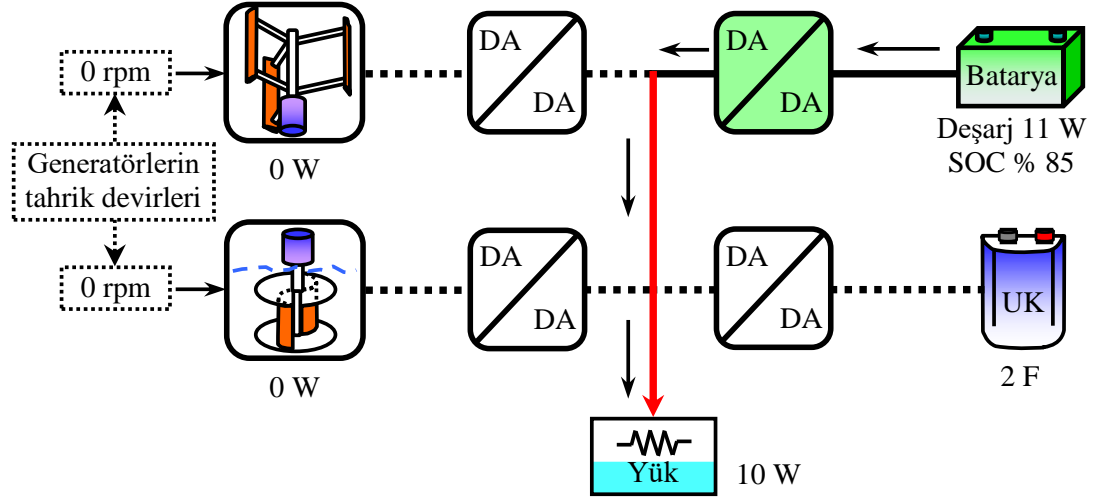 0 rpm
0 W
DA
DA
DA
DA
Batarya
Deşarj 11 W
SOC % 85
Generatörlerin
tahrik devirleri
0 rpm
0 W
DA
DA
DA
DA
UK
2 F
Yük
10 W